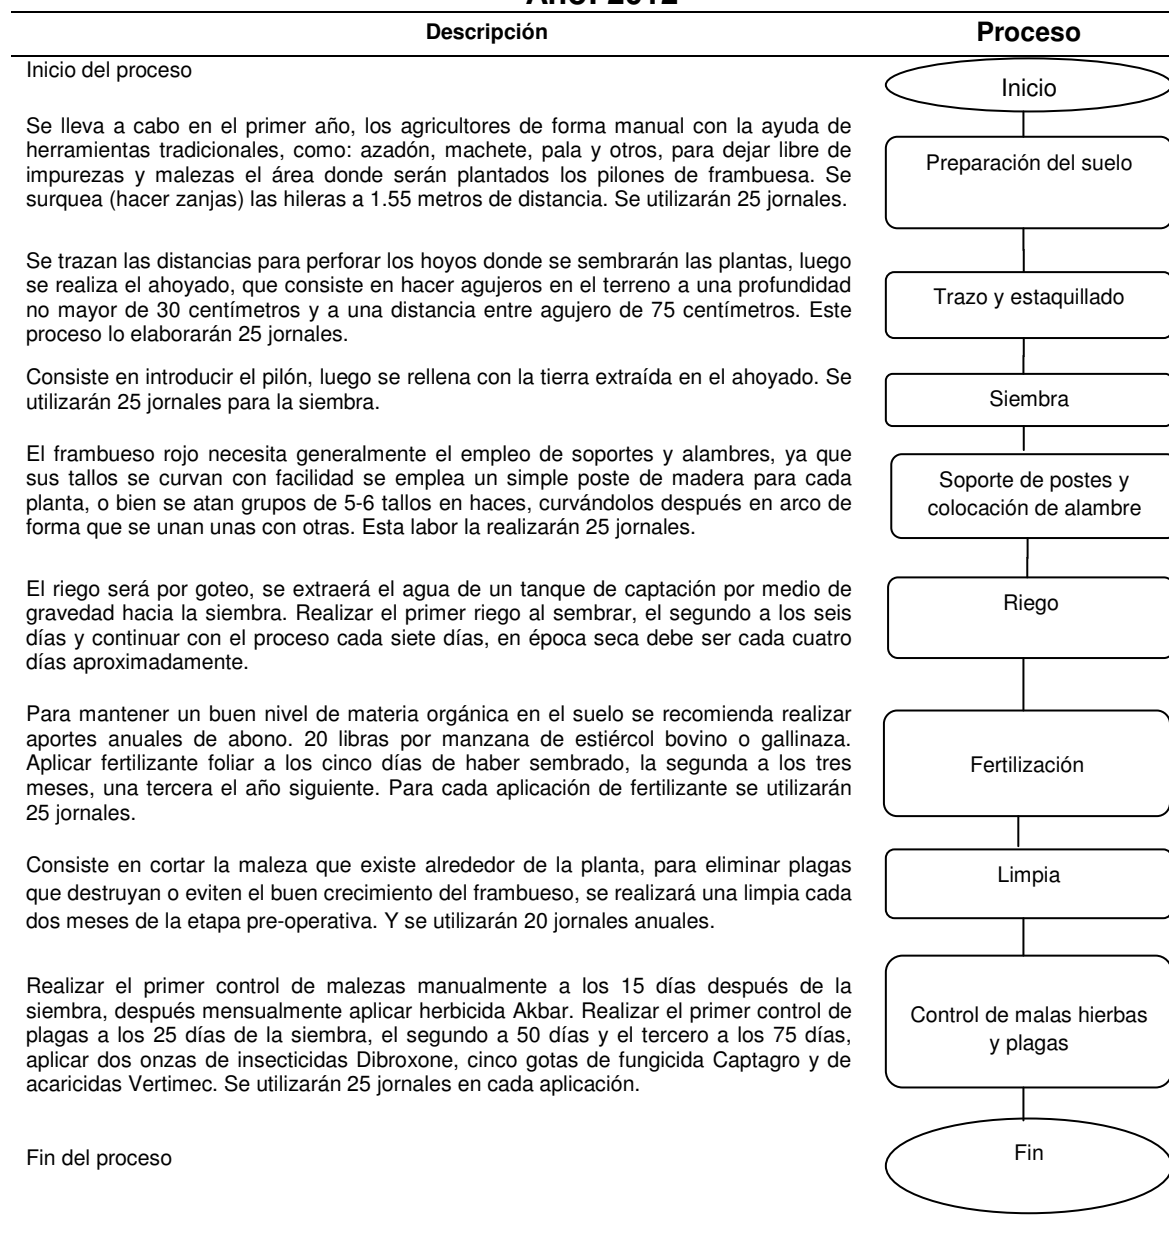 Descripción
Proceso
Inicio del proceso
Inicio
Se lleva a cabo en el primer año, los agricultores de forma manual con la ayuda de
herramientas tradicionales, como: azadón, machete, pala y otros, para dejar libre de
impurezas y malezas el área donde serán plantados los pilones de frambuesa. Se
surquea (hacer zanjas) las hileras a 1.55 metros de distancia. Se utilizarán 25 jornales.
Preparación del suelo
Se trazan las distancias para perforar los hoyos donde se sembrarán las plantas, luego
se realiza el ahoyado, que consiste en hacer agujeros en el terreno a una profundidad
no mayor de 30 centímetros y a una distancia entre agujero de 75 centímetros. Este
proceso lo elaborarán 25 jornales.
Trazo y estaquillado
Consiste en introducir el pilón, luego se rellena con la tierra extraída en el ahoyado. Se
utilizarán 25 jornales para la siembra.
Siembra
El frambueso rojo necesita generalmente el empleo de soportes y alambres, ya que
sus tallos se curvan con facilidad se emplea un simple poste de madera para cada
planta, o bien se atan grupos de 5-6 tallos en haces, curvándolos después en arco de
forma que se unan unas con otras. Esta labor la realizarán 25 jornales.
Soporte de postes y
colocación de alambre
El riego será por goteo, se extraerá el agua de un tanque de captación por medio de
gravedad hacia la siembra. Realizar el primer riego al sembrar, el segundo a los seis
días y continuar con el proceso cada siete días, en época seca debe ser cada cuatro
días aproximadamente.
Riego
Para mantener un buen nivel de materia orgánica en el suelo se recomienda realizar
aportes anuales de abono. 20 libras por manzana de estiércol bovino o gallinaza.
Aplicar fertilizante foliar a los cinco días de haber sembrado, la segunda a los tres
meses, una tercera el año siguiente. Para cada aplicación de fertilizante se utilizarán
25 jornales.
Fertilización
Consiste en cortar la maleza que existe alrededor de la planta, para eliminar plagas
que destruyan o eviten el buen crecimiento del frambueso, se realizará una limpia cada
dos meses de la etapa pre-operativa. Y se utilizarán 20 jornales anuales.
Limpia
Realizar el primer control de malezas manualmente a los 15 días después de la
siembra, después mensualmente aplicar herbicida Akbar. Realizar el primer control de
plagas a los 25 días de la siembra, el segundo a 50 días y el tercero a los 75 días,
aplicar dos onzas de insecticidas Dibroxone, cinco gotas de fungicida Captagro y de
acaricidas Vertimec. Se utilizarán 25 jornales en cada aplicación.
Control de malas hierbas
y plagas
Fin del proceso
Fin